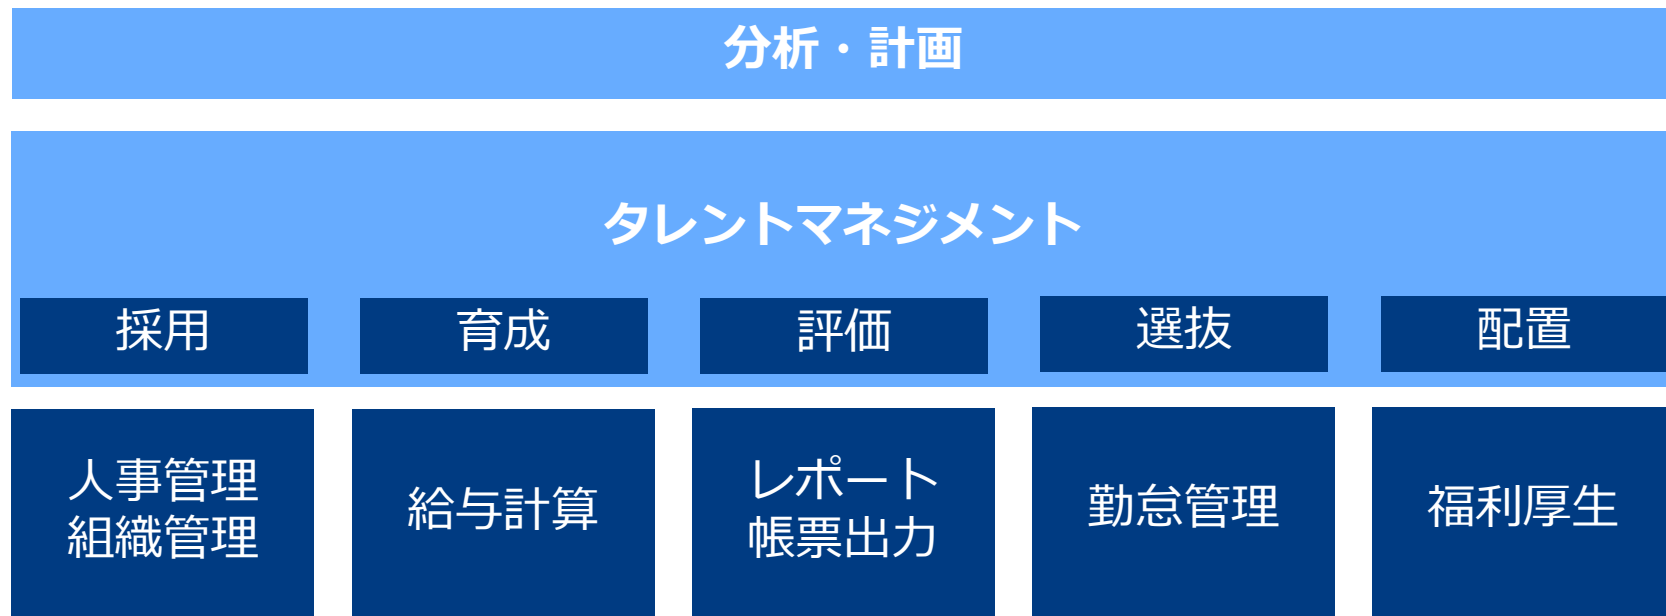 分析・計画
タレントマネジメント
採用
育成
評価
選抜
配置
人事管理
組織管理
給与計算
レポート
帳票出力
勤怠管理
福利厚生